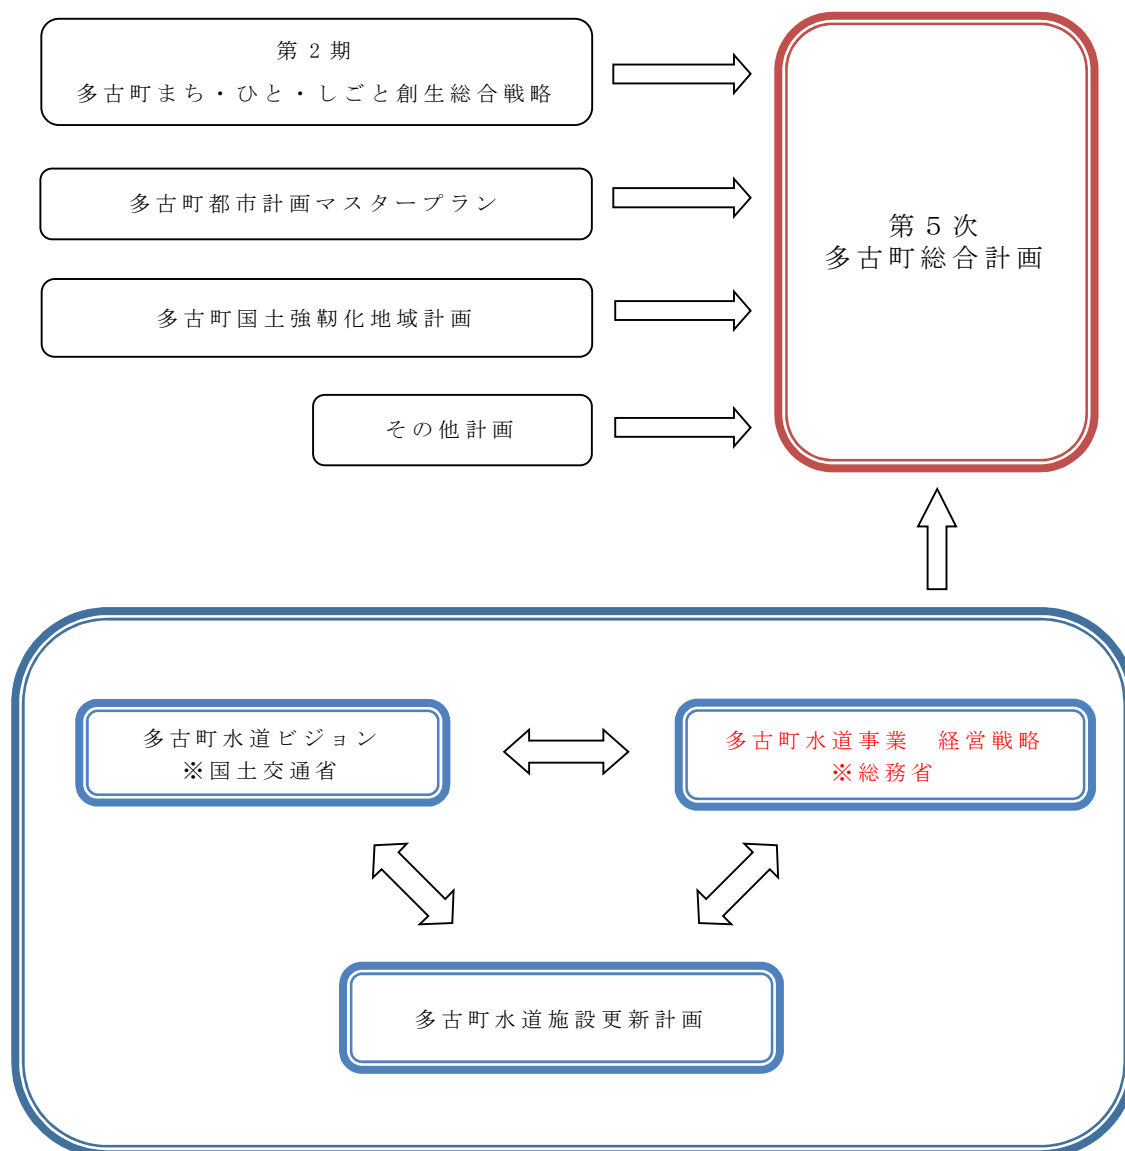 第２期
多古町まち・ひと・しごと創生総合戦略
多古町都市計画マスタープラン
多古町国土強靭化地域計画
その他計画
第５次
多古町総合計画
多古町水道ビジョン
※国土交通省
多古町水道事業　経営戦略
※総務省
多古町水道施設更新計画